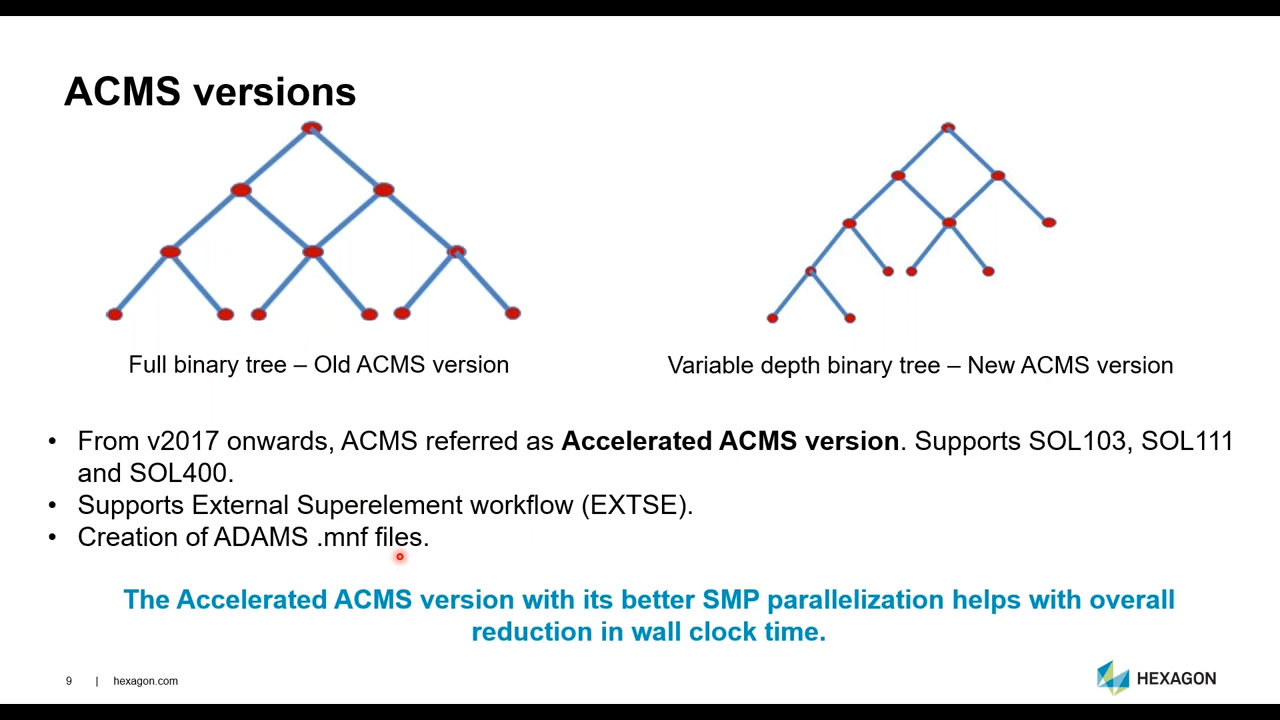 ACMS versions
Full binary tree – Old ACMS version
Variable depth binary tree – New ACMS version
• From v2017 onwards, ACMS referred as Accelerated ACMS version. Supports SOL103, SOL111
and SOL400.
• Supports External Superelement workflow (EXTSE).
• Creation of ADAMS .mnf files.
The Accelerated ACMS version with its better SMP parallelization helps with overall
reduction in wall clock time.
9 | hexagon.com
HEXAGON